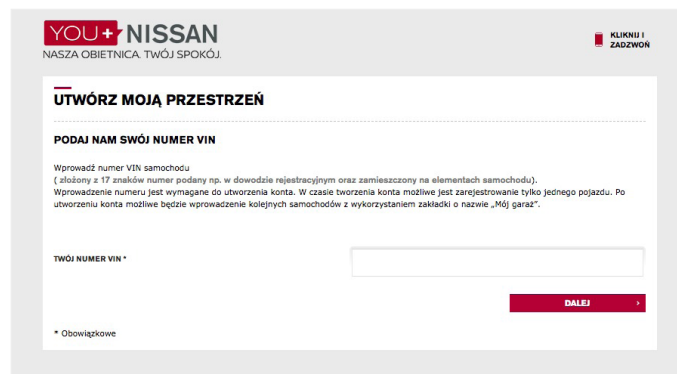 YOU+ NISSAN
NASZA OBIETNICA. TWÓJ SPOKÓJ.
KLIKNIJ I
ZADZWOŃ
UTWÓRZ MOJĄ PRZESTRZEŃ
PODAJ NAM SWÓJ NUMER VIN
Wprowadź numer VIN samochodu
( złożony z 17 znaków numer podany np. w dowodzie rejestracyjnym oraz zamieszczony na elementach samochodu).
Wprowadzenie numeru jest wymagane do utworzenia konta. W czasie tworzenia konta możliwe jest zarejestrowanie tylko jednego pojazdu. Po
utworzeniu konta możliwe będzie wprowadzenie kolejnych samochodów z wykorzystaniem zakładki o nazwie „Mój garaż”.
TWÓJ NUMER VIN *
DALEJ ›
* Obowiązkowe